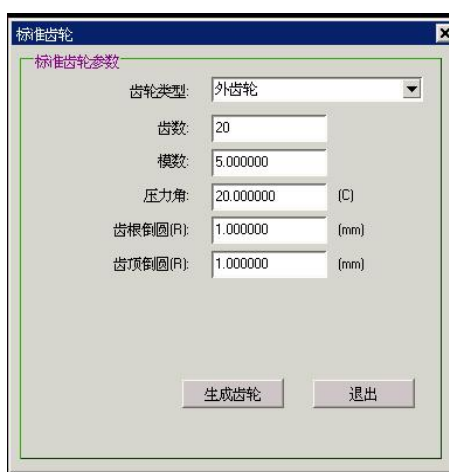 标准齿轮
标准齿轮参数
齿轮类型: 外齿轮
齿数: 20
模数: 5.000000
压力角: 20.000000 (C)
齿根倒圆(R): 1.000000 (mm)
齿顶倒圆(R): 1.000000 (mm)
生成齿轮 退出